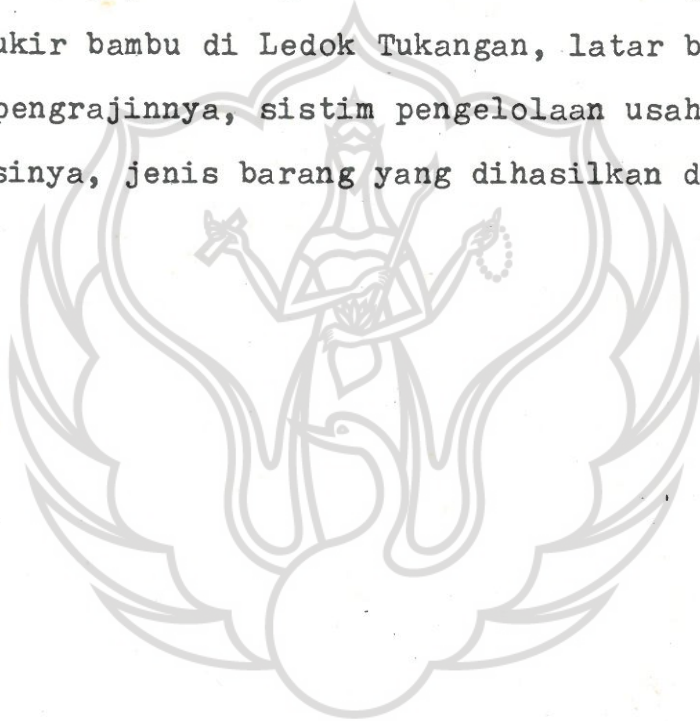 ukir bambu di Ledok Tukangan, latar b
pengrajinnya, sistim pengelolaan usah
sinya, jenis barang yang dihasilkan d